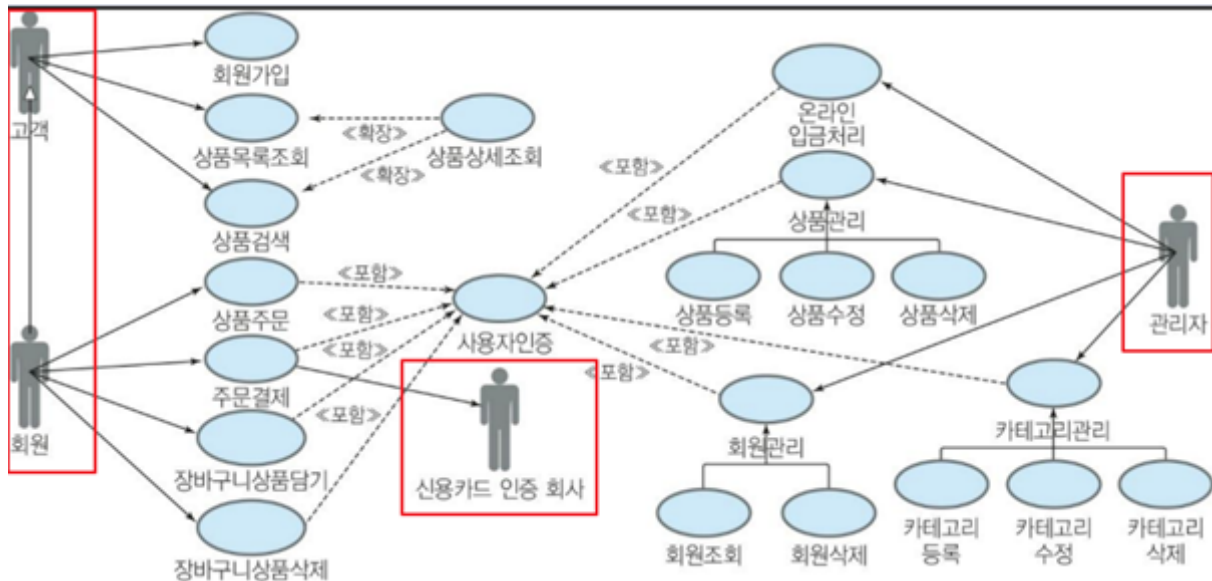 회원가입
고객
상품목록조회
《확장》
상품상세조회
《확장》
상품검색
온라인
입금처리
《포함》
《포함》
상품관리
상품등록
상품수정
상품삭제
관리자
《포함》
상품주문
《포함》
사용자인증
《포함》
주문결제
《포함》
회원
장바구니상품담기
신용카드 인증 회사
장바구니상품삭제
《포함》
《포함》
회원관리
카테고리관리
회원조회
회원삭제
카테고리
등록
카테고리
수정
카테고리
삭제